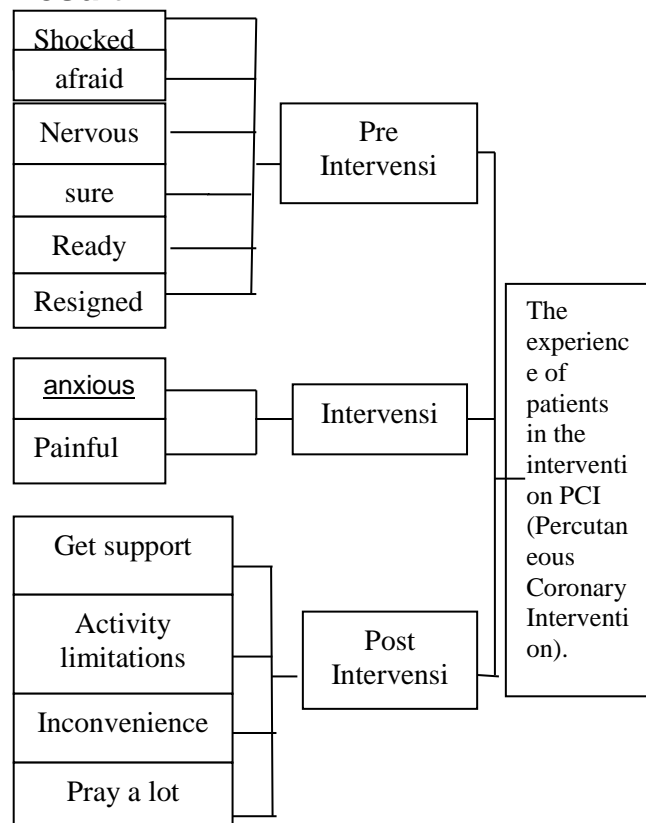 Shocked
afraid
Nervous
sure
Ready
Resigned
Pre
Intervensi
anxious
Painful
Intervensi
Get support
Activity
limitations
Inconvenience
Pray a lot
Post
Intervensi
The
experienc
e of
patients
in the
interventi
on PCI
(Percutan
eous
Coronary
Interventi
on).